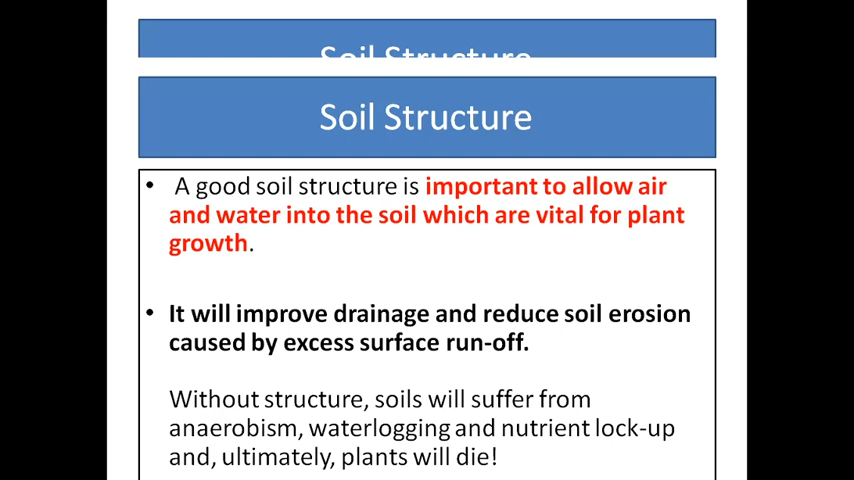 Soil Structure
Soil Structure
• A good soil structure is important to allow air
and water into the soil which are vital for plant
growth.
• It will improve drainage and reduce soil erosion
caused by excess surface run-off.
Without structure, soils will suffer from
anaerobism, waterlogging and nutrient lock-up
and, ultimately, plants will die!